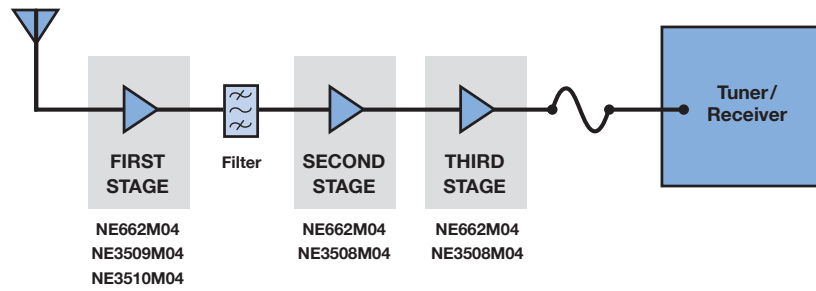 Tuner/
Receiver
FIRST
STAGE
Filter
SECOND
STAGE
THIRD
STAGE
NE662M04
NE3509M04
NE3510M04
NE662M04
NE3508M04
NE662M04
NE3508M04